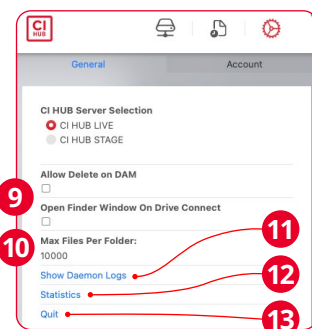 CI
HUB
General Account
CI HUB Server Selection
CI HUB LIVE
CI HUB STAGE
Allow Delete on DAM
9
Open Finder Window On Drive Connect
10
Max Files Per Folder:
10000
11
Show Daemon Logs
12
Statistics
Quit
13